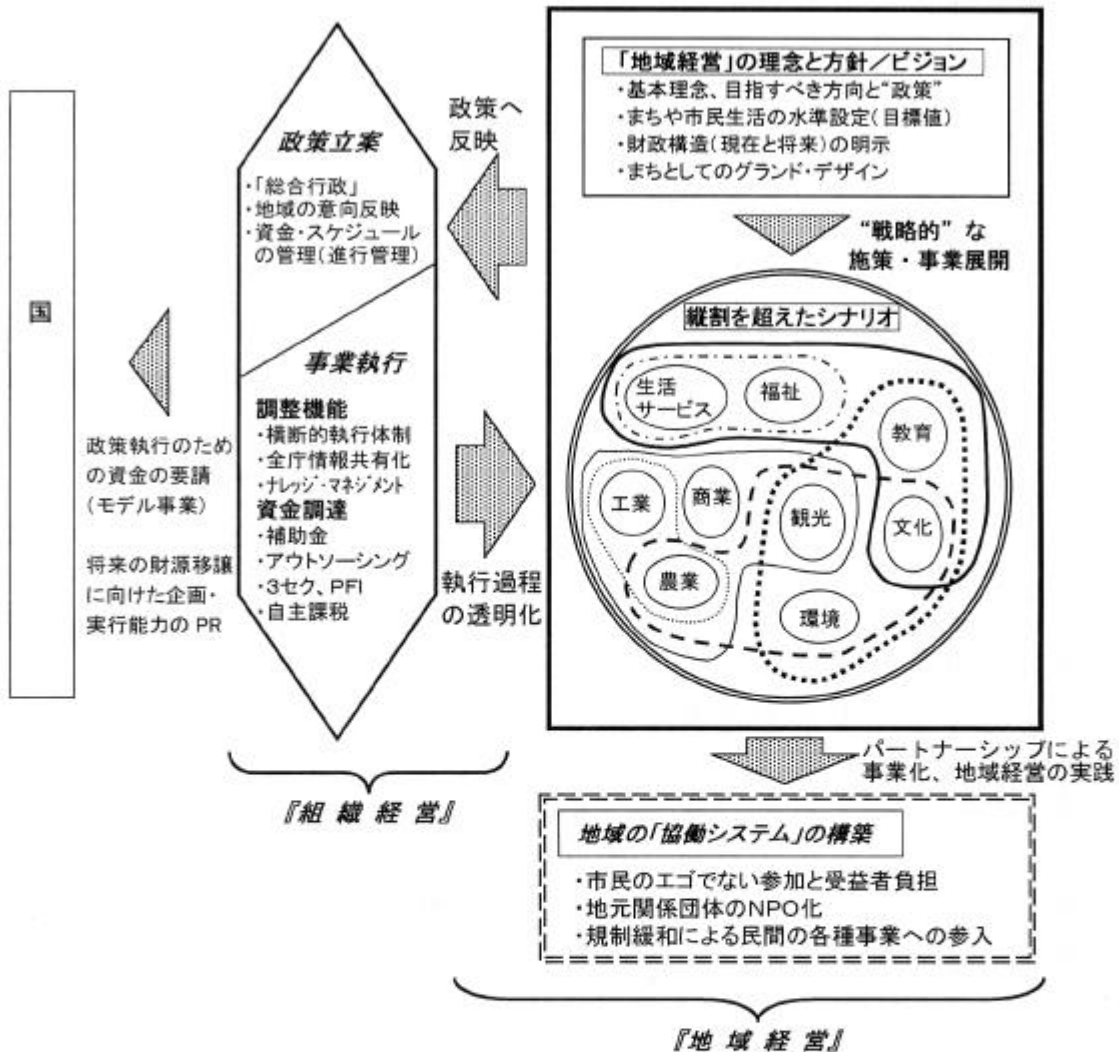 国
政策執行のため
の資金の要請
(モデル事業)
将来の財源移譲
に向けた企画・
実行能力のPR
政策立案
・「総合行政」
・地域の意向反映
・資金・スケジュール
の管理(進行管理)
事業執行
調整機能
・横断的執行体制
・全庁情報共有化
・ナレッジ・マネジメント
資金調達
・補助金
・アウトソーシング
・3セク、PFI
・自主課税
『組織経営』
政策へ
反映
執行過程
の透明化
「地域経営」の理念と方針/ビジョン
・基本理念、目指すべき方向と“政策”
・まちや市民生活の水準設定(目標値)
・財政構造(現在と将来)の明示
・まちとしてのグランド・デザイン
“戦略的”な
施策・事業展開
縦割を超えたシナリオ
生活
サービス
福祉
教育
工業
商業
観光
文化
農業
環境
パートナーシップによる
事業化、地域経営の実践
地域の「協働システム」の構築
・市民のエゴでない参加と受益者負担
・地元関係団体のNPO化
・規制緩和による民間の各種事業への参入
『地域経営』